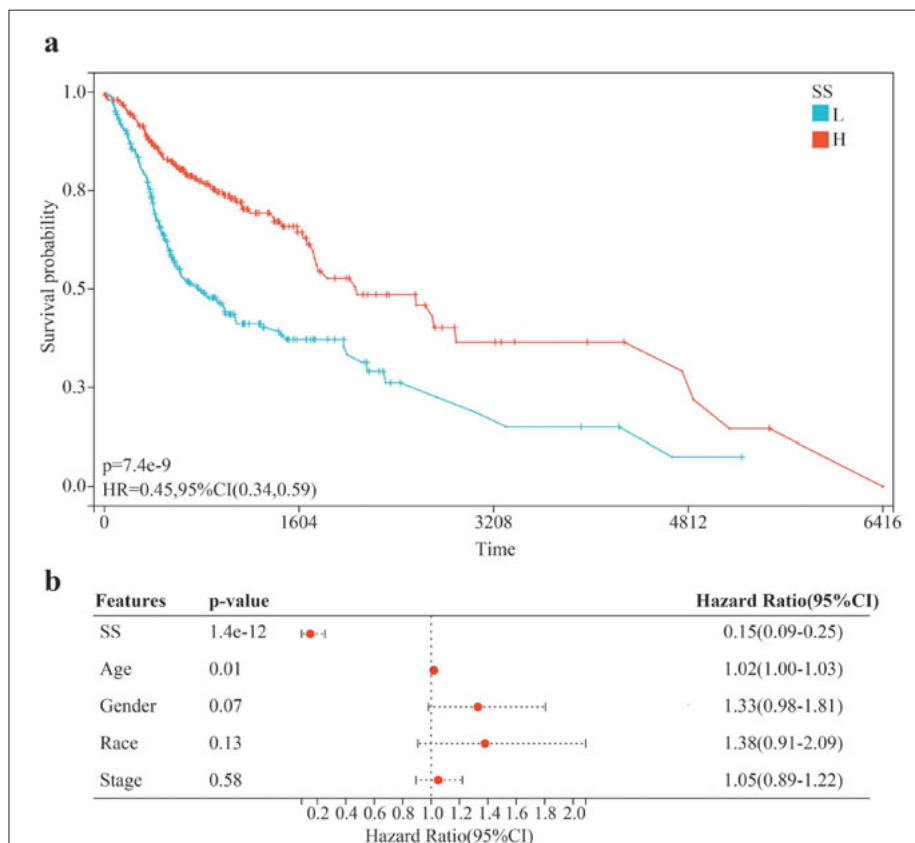 a
SS
L
H
Survival probability
1.0
0.8
0.5
0.3
0.0
p=7.4e-9
HR=0.45,95%CI(0.34,0.59)
0 1604 3208 4812 6416
Time
b
Features p-value Hazard Ratio(95%CI)
SS 1.4e-12 0.15(0.09-0.25)
Age 0.01 1.02(1.00-1.03)
Gender 0.07 1.33(0.98-1.81)
Race 0.13 1.38(0.91-2.09)
Stage 0.58 1.05(0.89-1.22)
0.2 0.4 0.6 0.8 1.0 1.2 1.4 1.6 1.8 2.0
Hazard Ratio(95%CI)